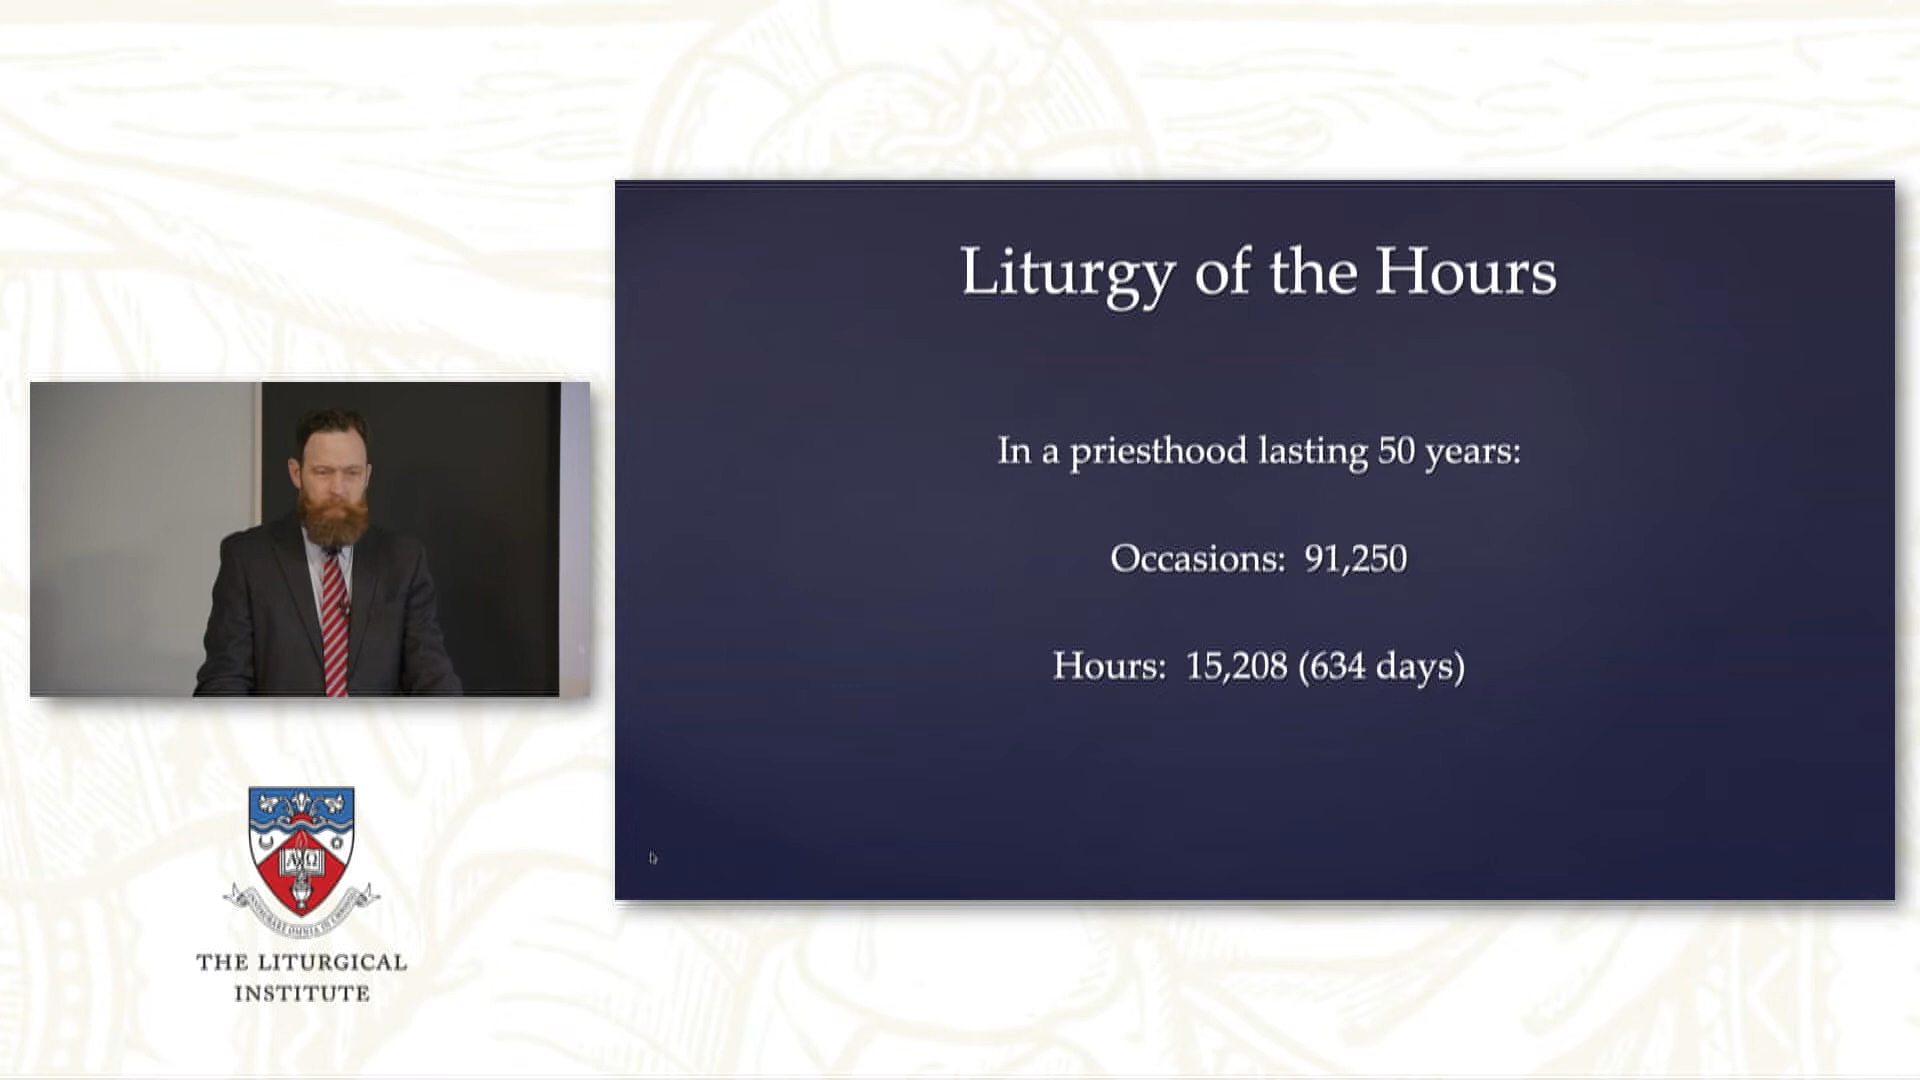 Liturgy of the Hours
In a priesthood lasting 50 years:
Occasions: 91,250
Hours: 15,208 (634 days)
AΩ
THE LITURGICAL
INSTITUTE